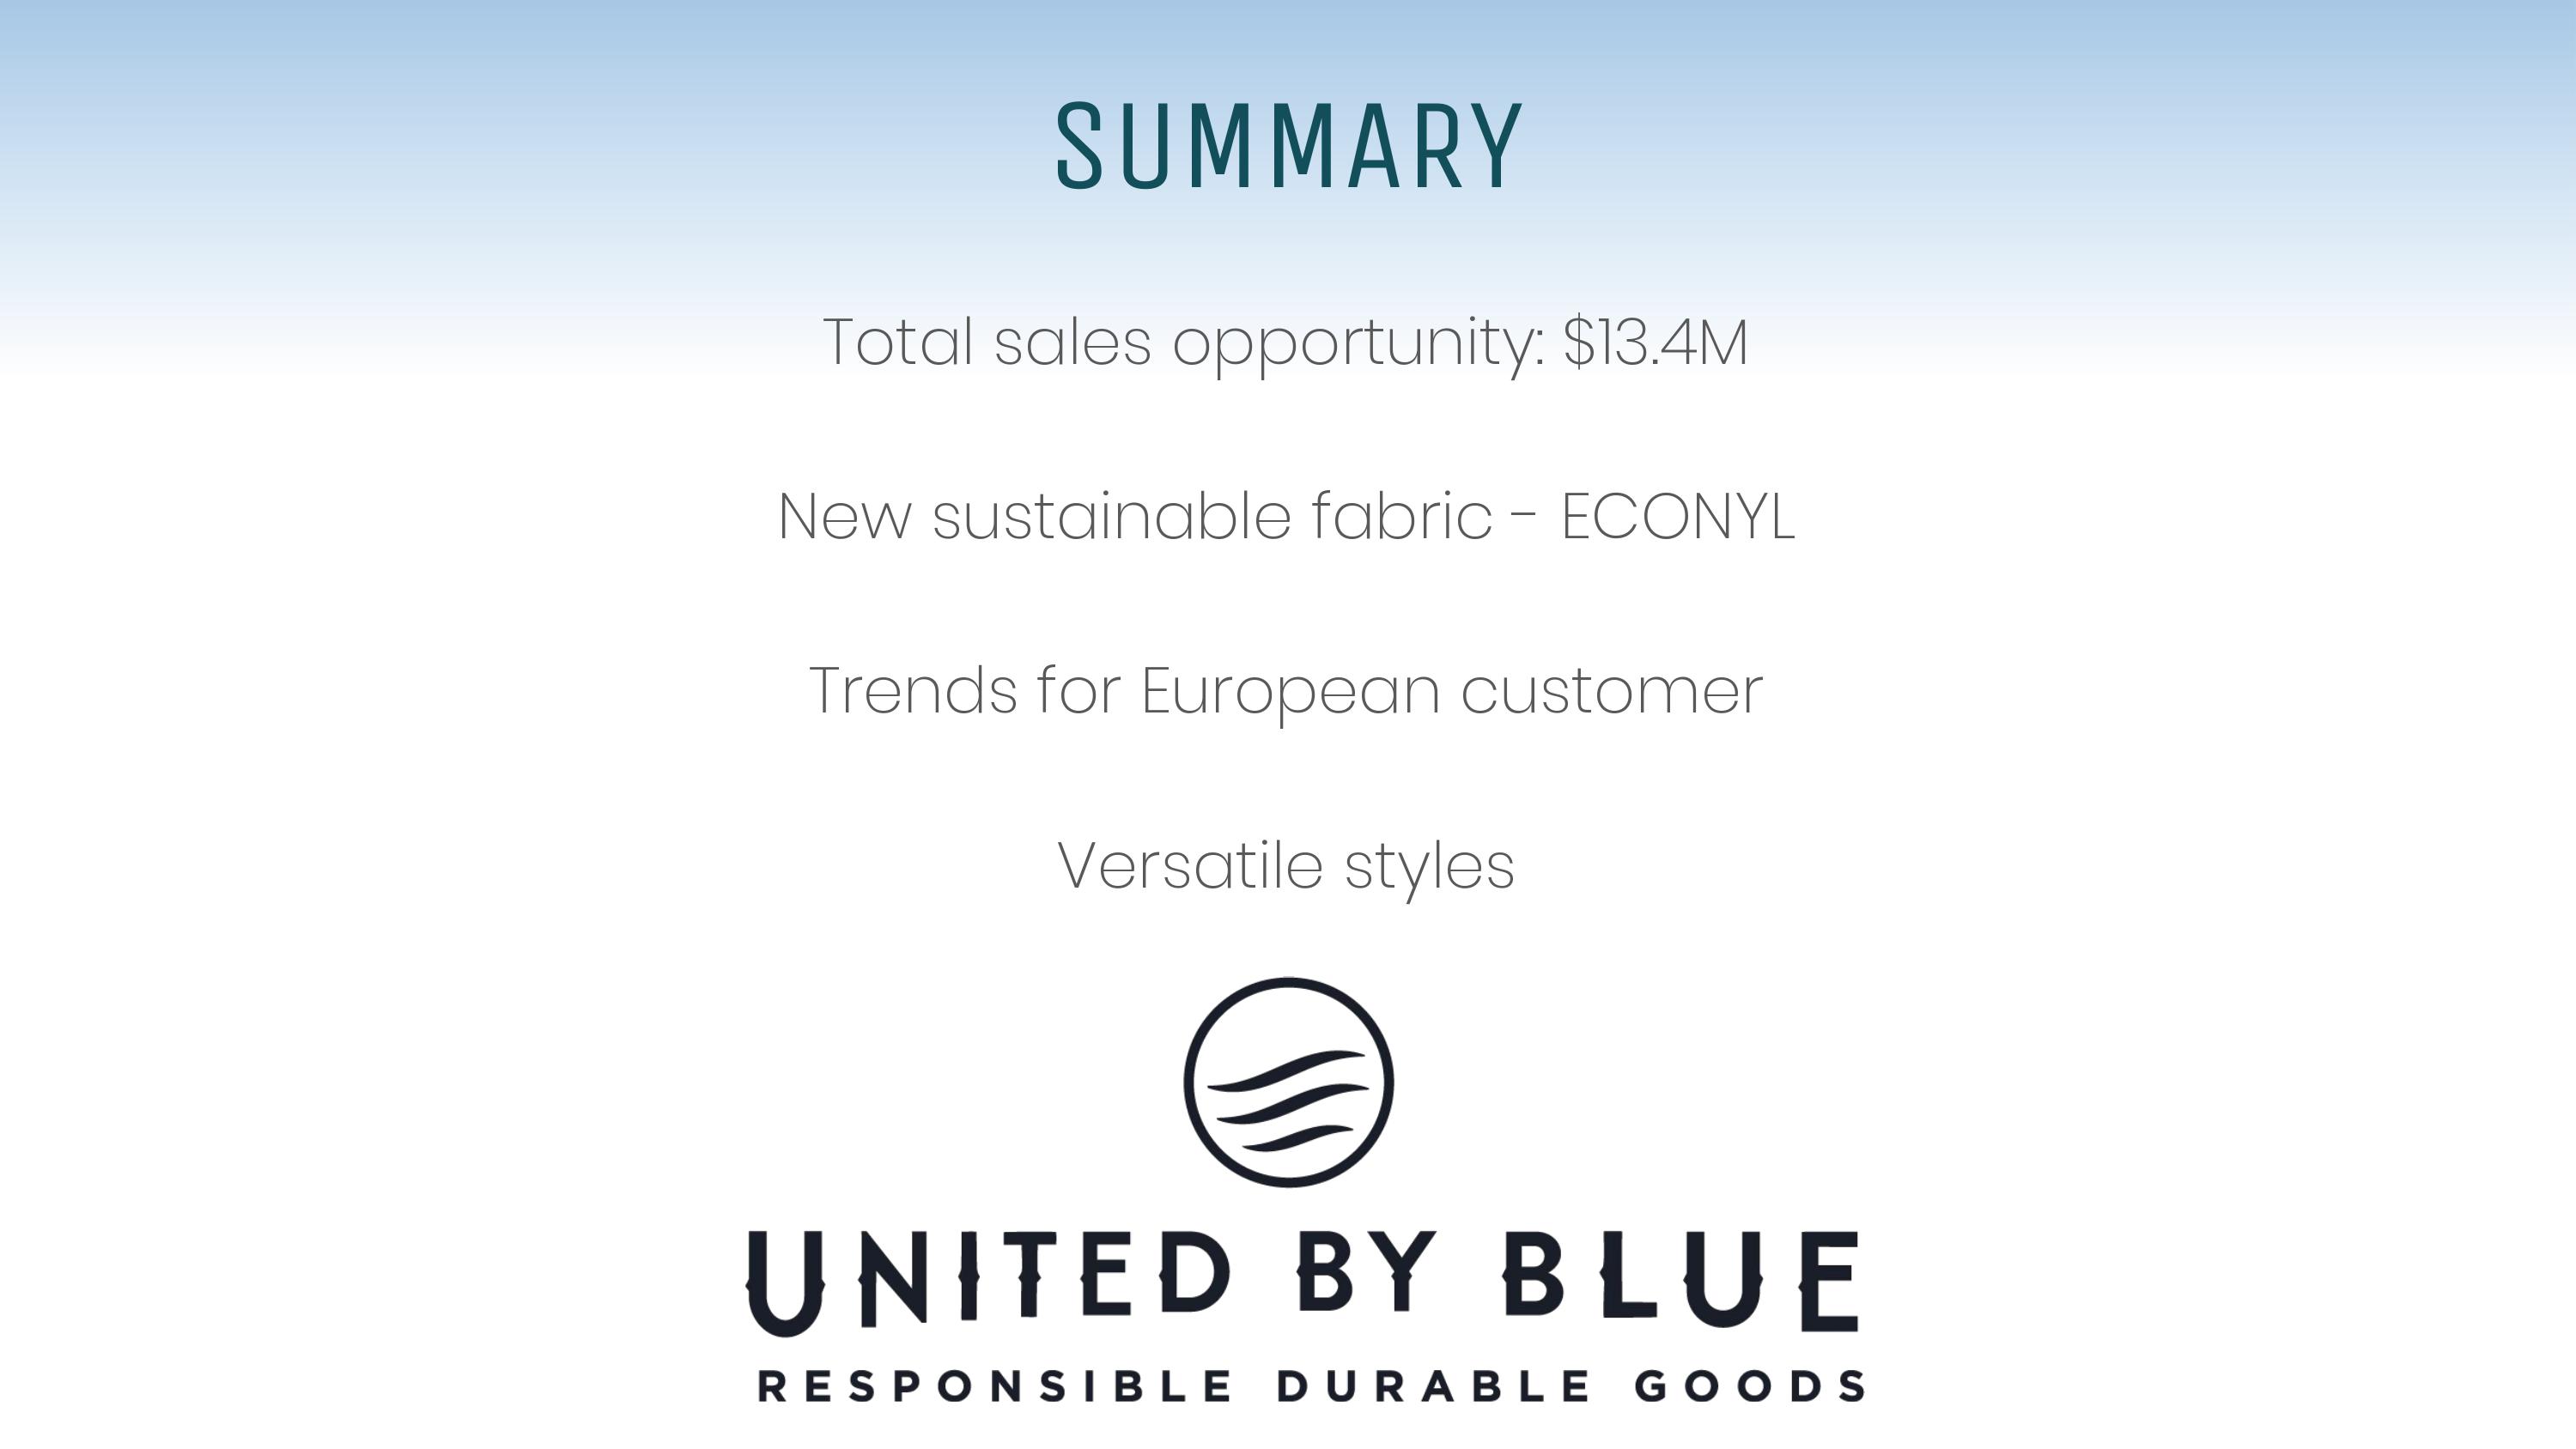 SUMMARY
Total sales opportunity: $13.4M
New sustainable fabric - ECONYL
Trends for European customer
Versatile styles
UNITED BY BLUE
RESPONSIBLE DURABLE GOODS